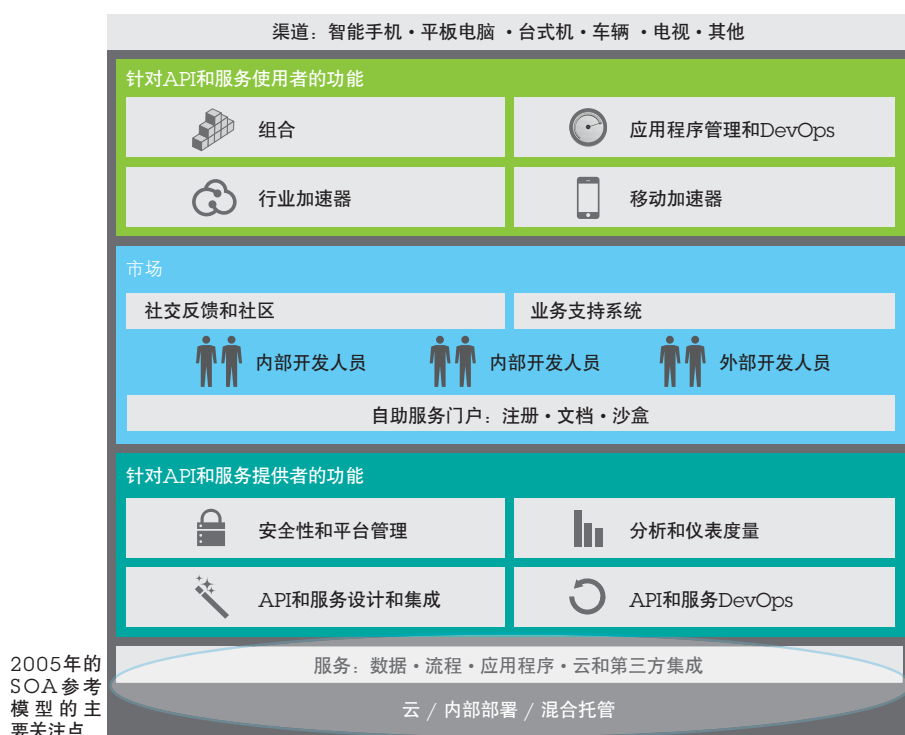 渠道：智能手机·平板电脑 ·台式机·车辆 ·电视·其他
针对API和服务使用者的功能
组合
应用程序管理和DevOps
行业加速器
移动加速器
市场
社交反馈和社区
业务支持系统
内部开发人员
内部开发人员
外部开发人员
自助服务门户：注册·文档·沙盒
针对API和服务提供者的功能
安全性和平台管理
分析和仪表度量
API和服务设计和集成
API和服务DevOps
服务：数据·流程·应用程序·云和第三方集成
云 / 内部部署 / 混合托管
2005年的
SOA参考
模型的主
要关注点